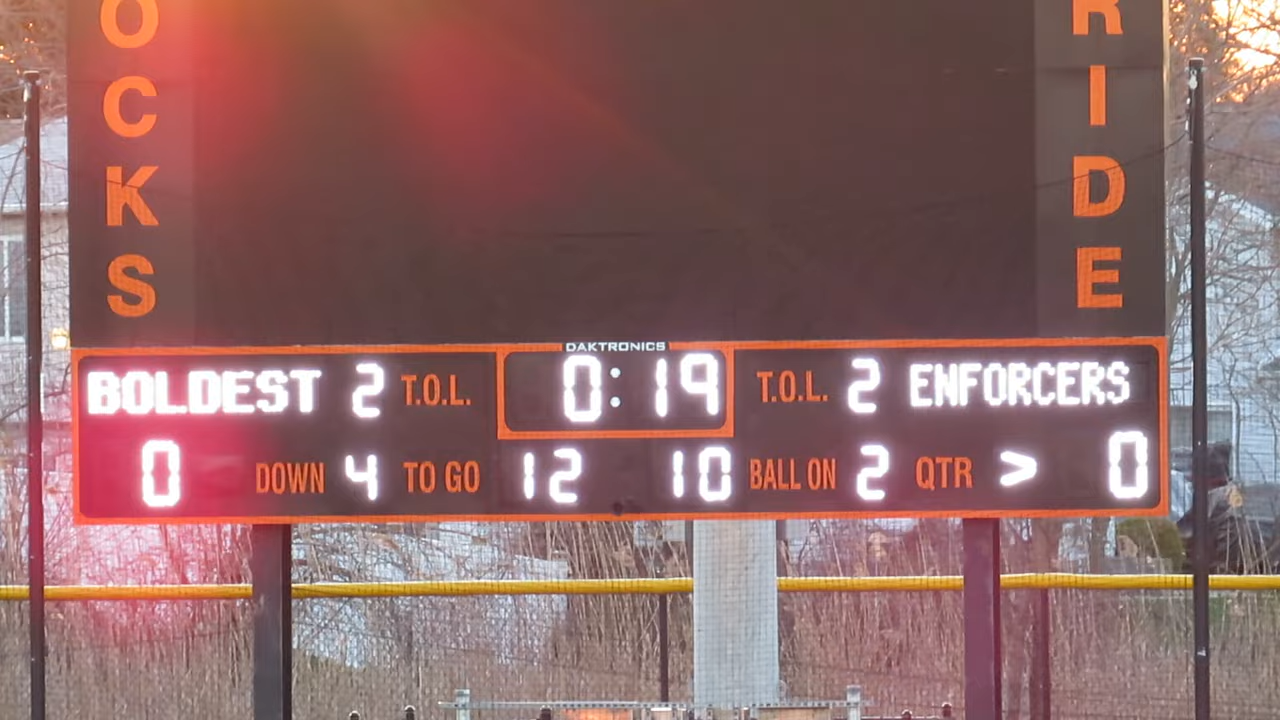 OCKS
RIDE
DAKTRONICS
BOLDEST 2 T.O.L. 0:19 T.O.L. 2 ENFORCERS
0 DOWN 4 TO GO 12 10 BALL ON 2 QTR > 0